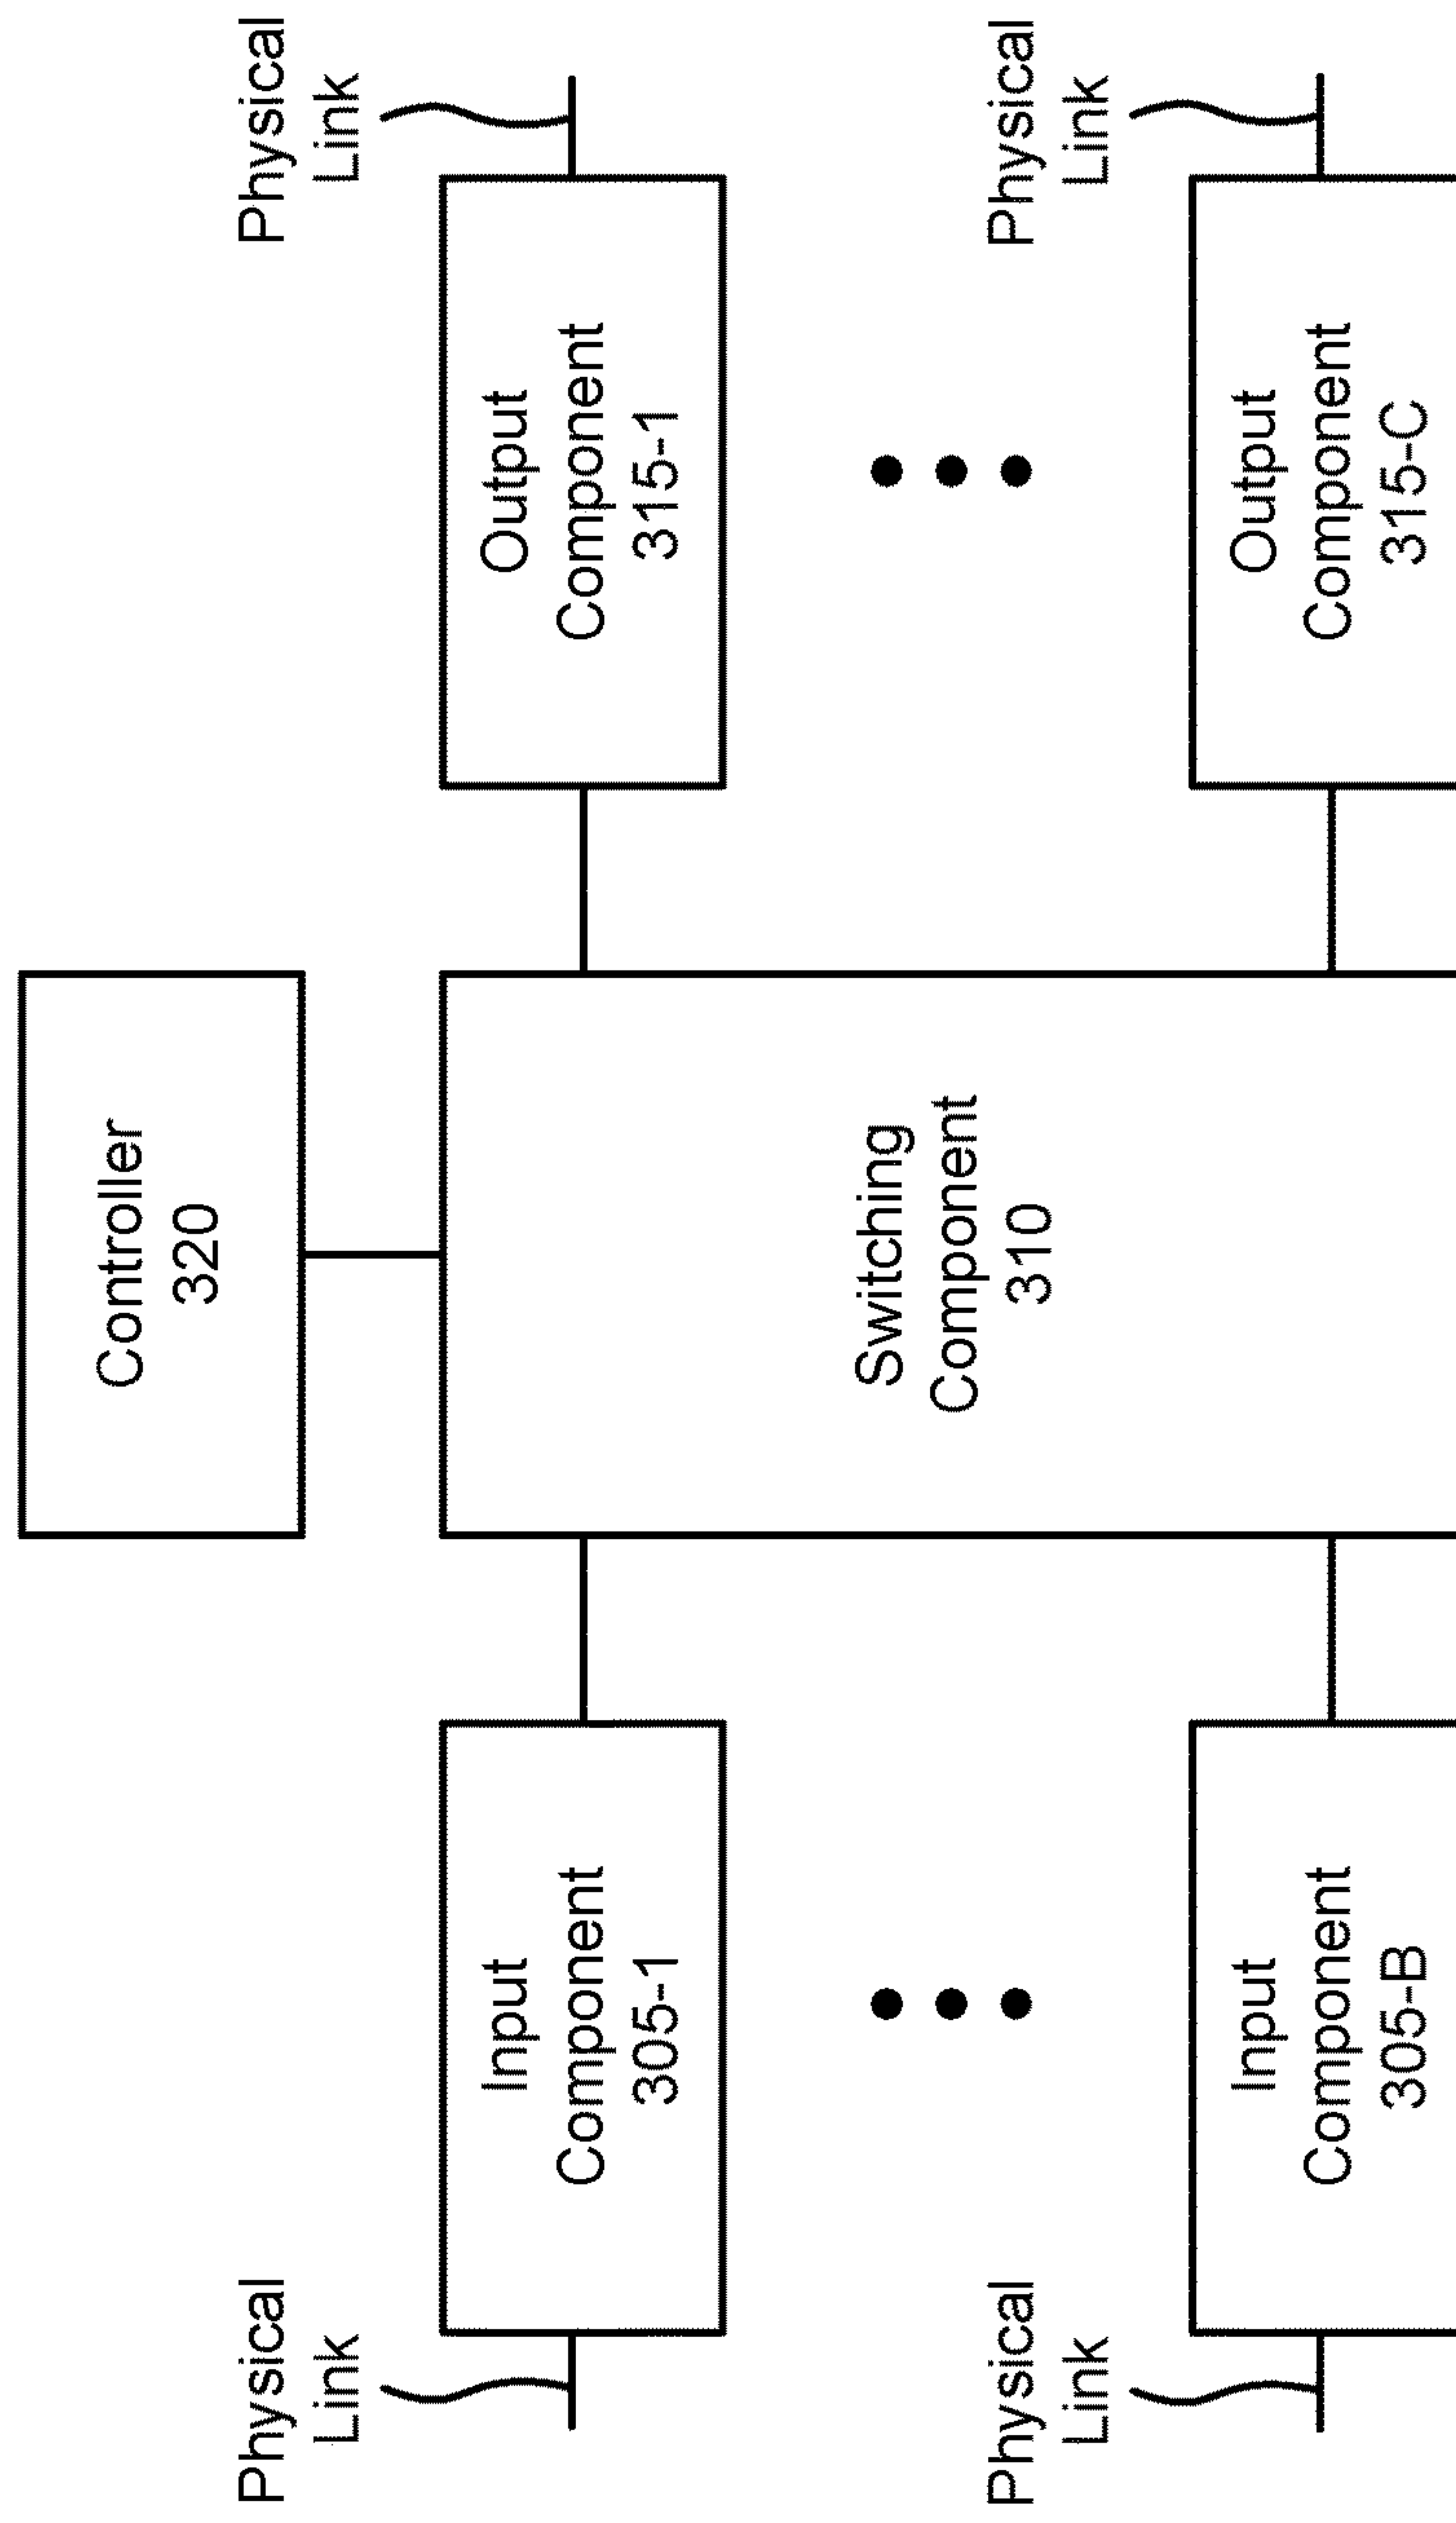 Controller
320
Physical
Link
Input
Component
305-1
Switching
Component
310
Output
Component
315-1
Physical
Link
Physical
Link
Input
Component
305-B
Output
Component
315-C
Physical
Link